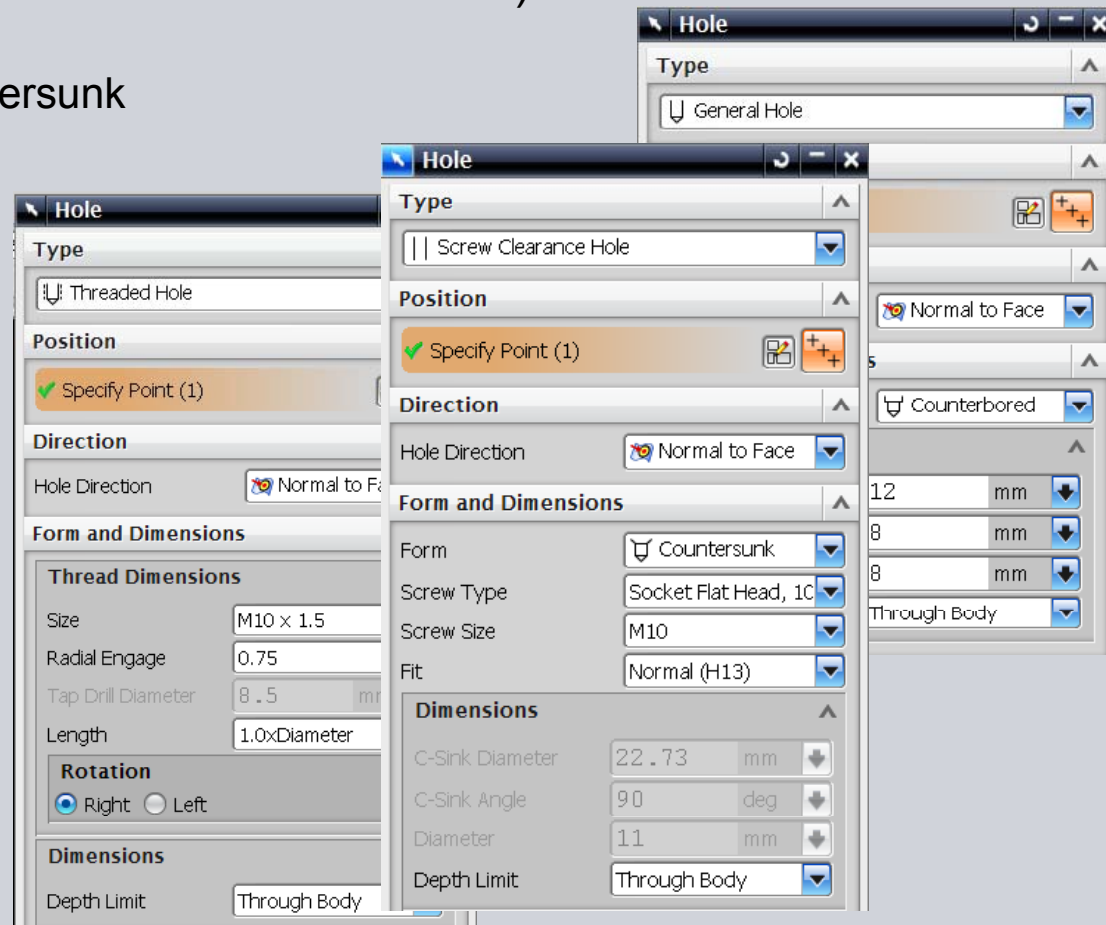 ersunk
Hole
Type
General Hole
Normal to Face
s
Counterbored
12 mm
8 mm
8 mm
Through Body
Hole
Type
Screw Clearance Hole
Position
Specify Point (1)
Direction
Hole Direction Normal to Face
Form and Dimensions
Form Countersunk
Screw Type Socket Flat Head, 10
Screw Size M10
Fit Normal (H13)
Dimensions
C-Sink Diameter 22.73 mm
C-Sink Angle 90 deg
Diameter 11 mm
Depth Limit Through Body
Hole
Type
Threaded Hole
Position
Specify Point (1)
Direction
Hole Direction Normal to Fa
Form and Dimensions
Thread Dimensions
Size M10 x 1.5
Radial Engage 0.75
Tap Drill Diameter 8.5 mm
Length 1.0xDiameter
Rotation
Right Left
Dimensions
Depth Limit Through Body